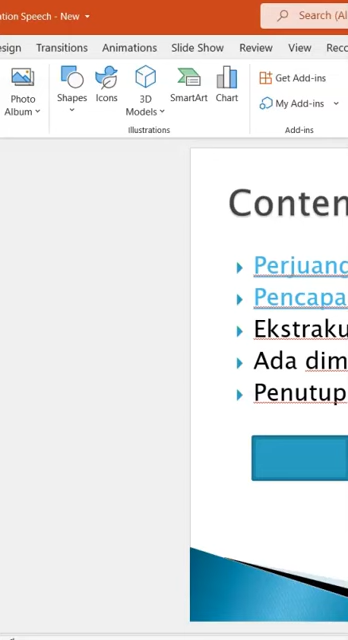 ation Speech - New
Search (Al
esign Transitions Animations Slide Show Review View Reco
Photo Album
Shapes
Icons
3D Models
SmartArt
Chart
Get Add-ins
My Add-ins
Illustrations
Add-ins
Conten
Perjuang
Pencapa
Ekstraku
Ada dim
Penutup